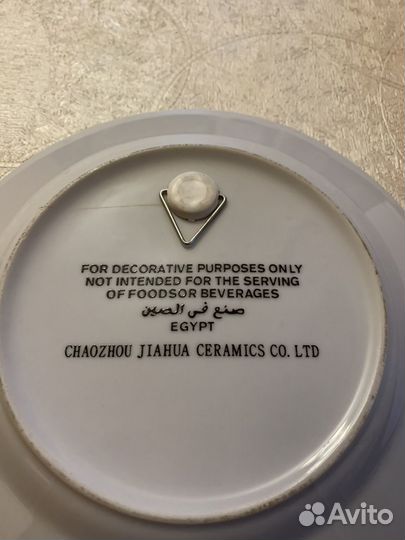 FOR DECORATIVE PURPOSES ONLY
NOT INTENDED FOR THE SERVING
OF FOODSOR BEVERAGES
صنع في الصين
EGYPT
CHAOZHOU JIAHUA CERAMICS CO. LTD
Avito